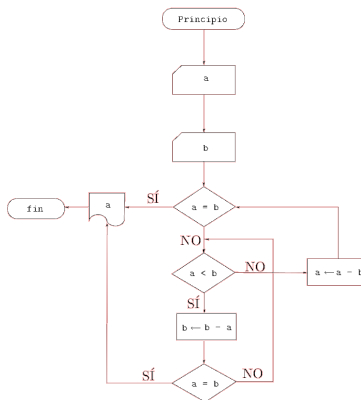 Principio
a
b
SÍ
a
fin
a = b
NO
a < b
NO
a ← a - b
SÍ
b ← b - a
SÍ
a = b
NO